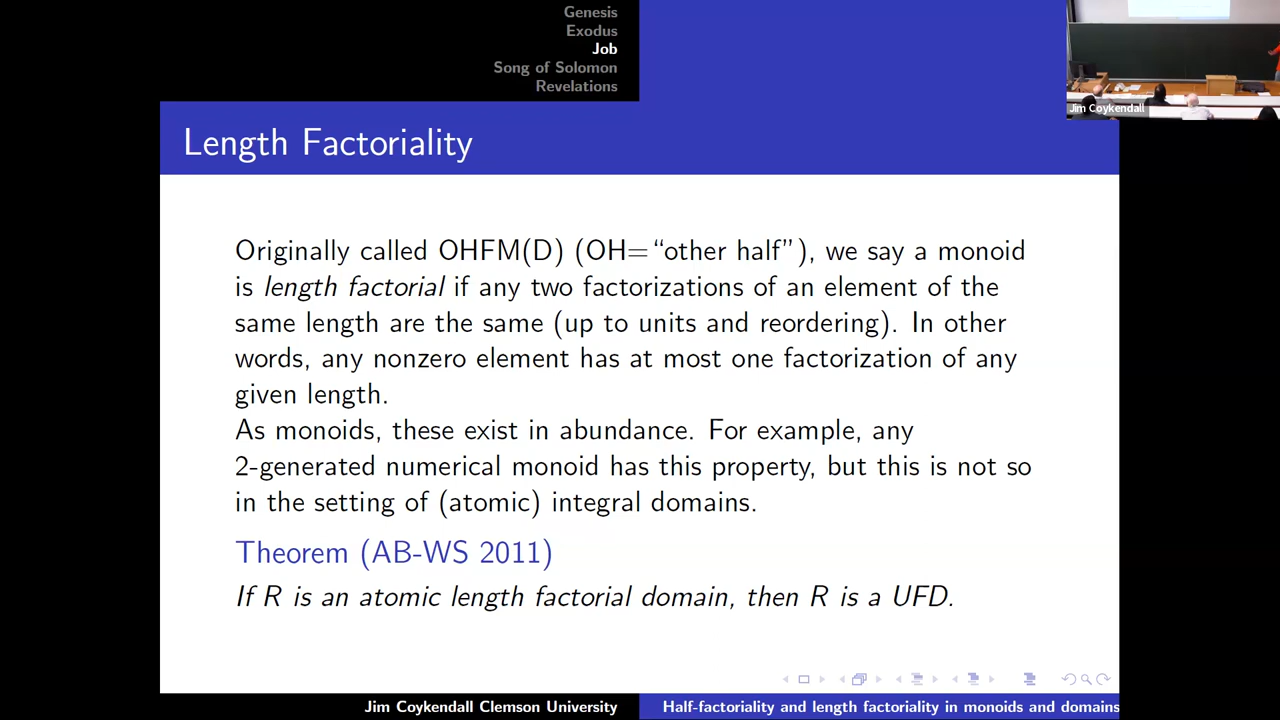 Genesis
Exodus
Job
Song of Solomon
Revelations
Jim Coykendall
Length Factoriality
Originally called OHFM(D) (OH=“other half”), we say a monoid
is length factorial if any two factorizations of an element of the
same length are the same (up to units and reordering). In other
words, any nonzero element has at most one factorization of any
given length.
As monoids, these exist in abundance. For example, any
2-generated numerical monoid has this property, but this is not so
in the setting of (atomic) integral domains.
Theorem (AB-WS 2011)
If R is an atomic length factorial domain, then R is a UFD.
Jim Coykendall Clemson University
Half-factoriality and length factoriality in monoids and domains